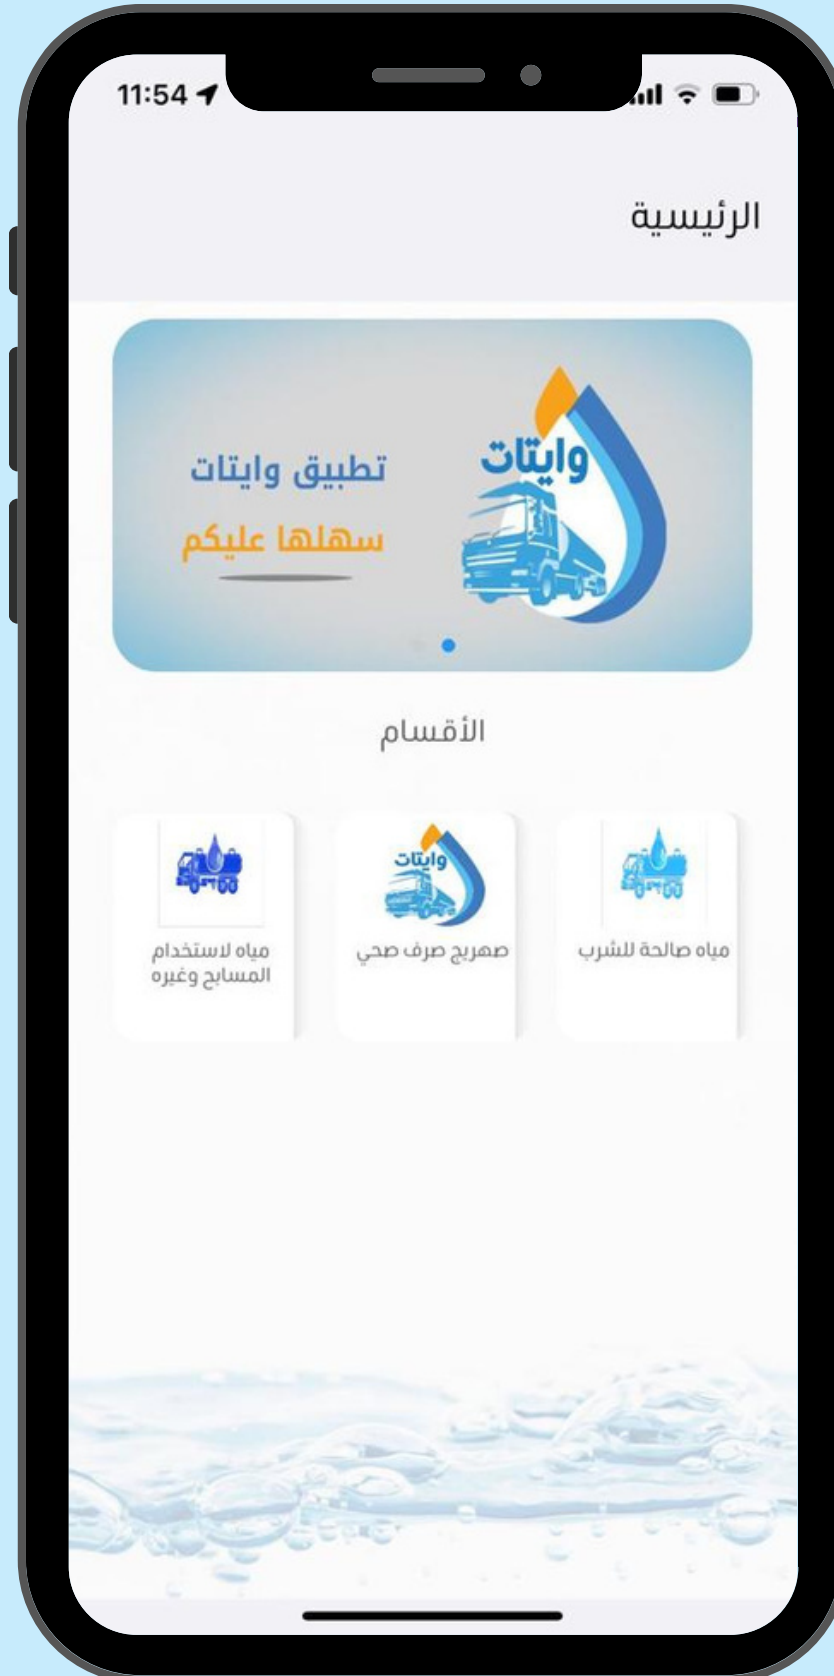 11:54
الرئيسية
وايتات
تطبيق وايتات
سهلها عليكم
الأقسام
وايتات
مياه صالحة للشرب
صهريج صرف صحي
مياه لاستخدام
المسابح وغيره